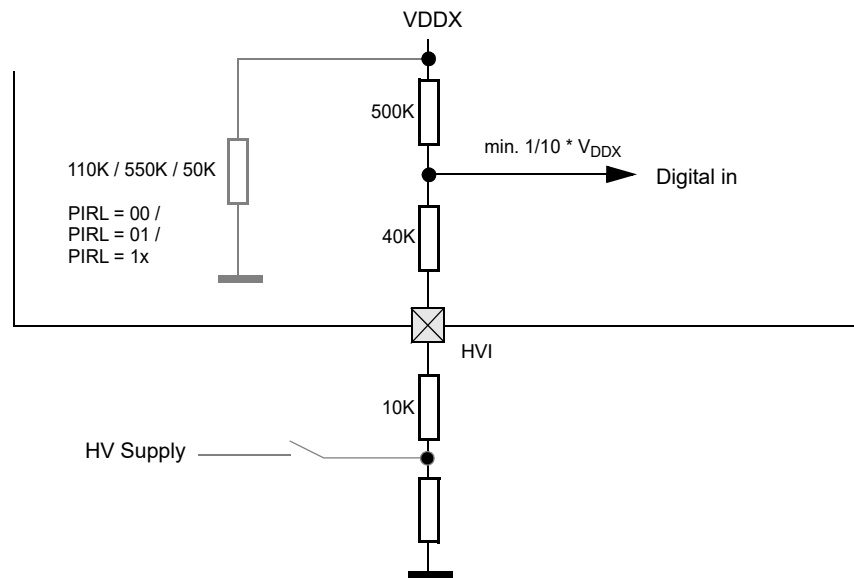 VDDX
500K
min. 1/10 * VDDX
110K / 550K / 50K
Digital in
PIRL = 00 /
PIRL = 01 /
PIRL = 1x
40K
HVI
10K
HV Supply